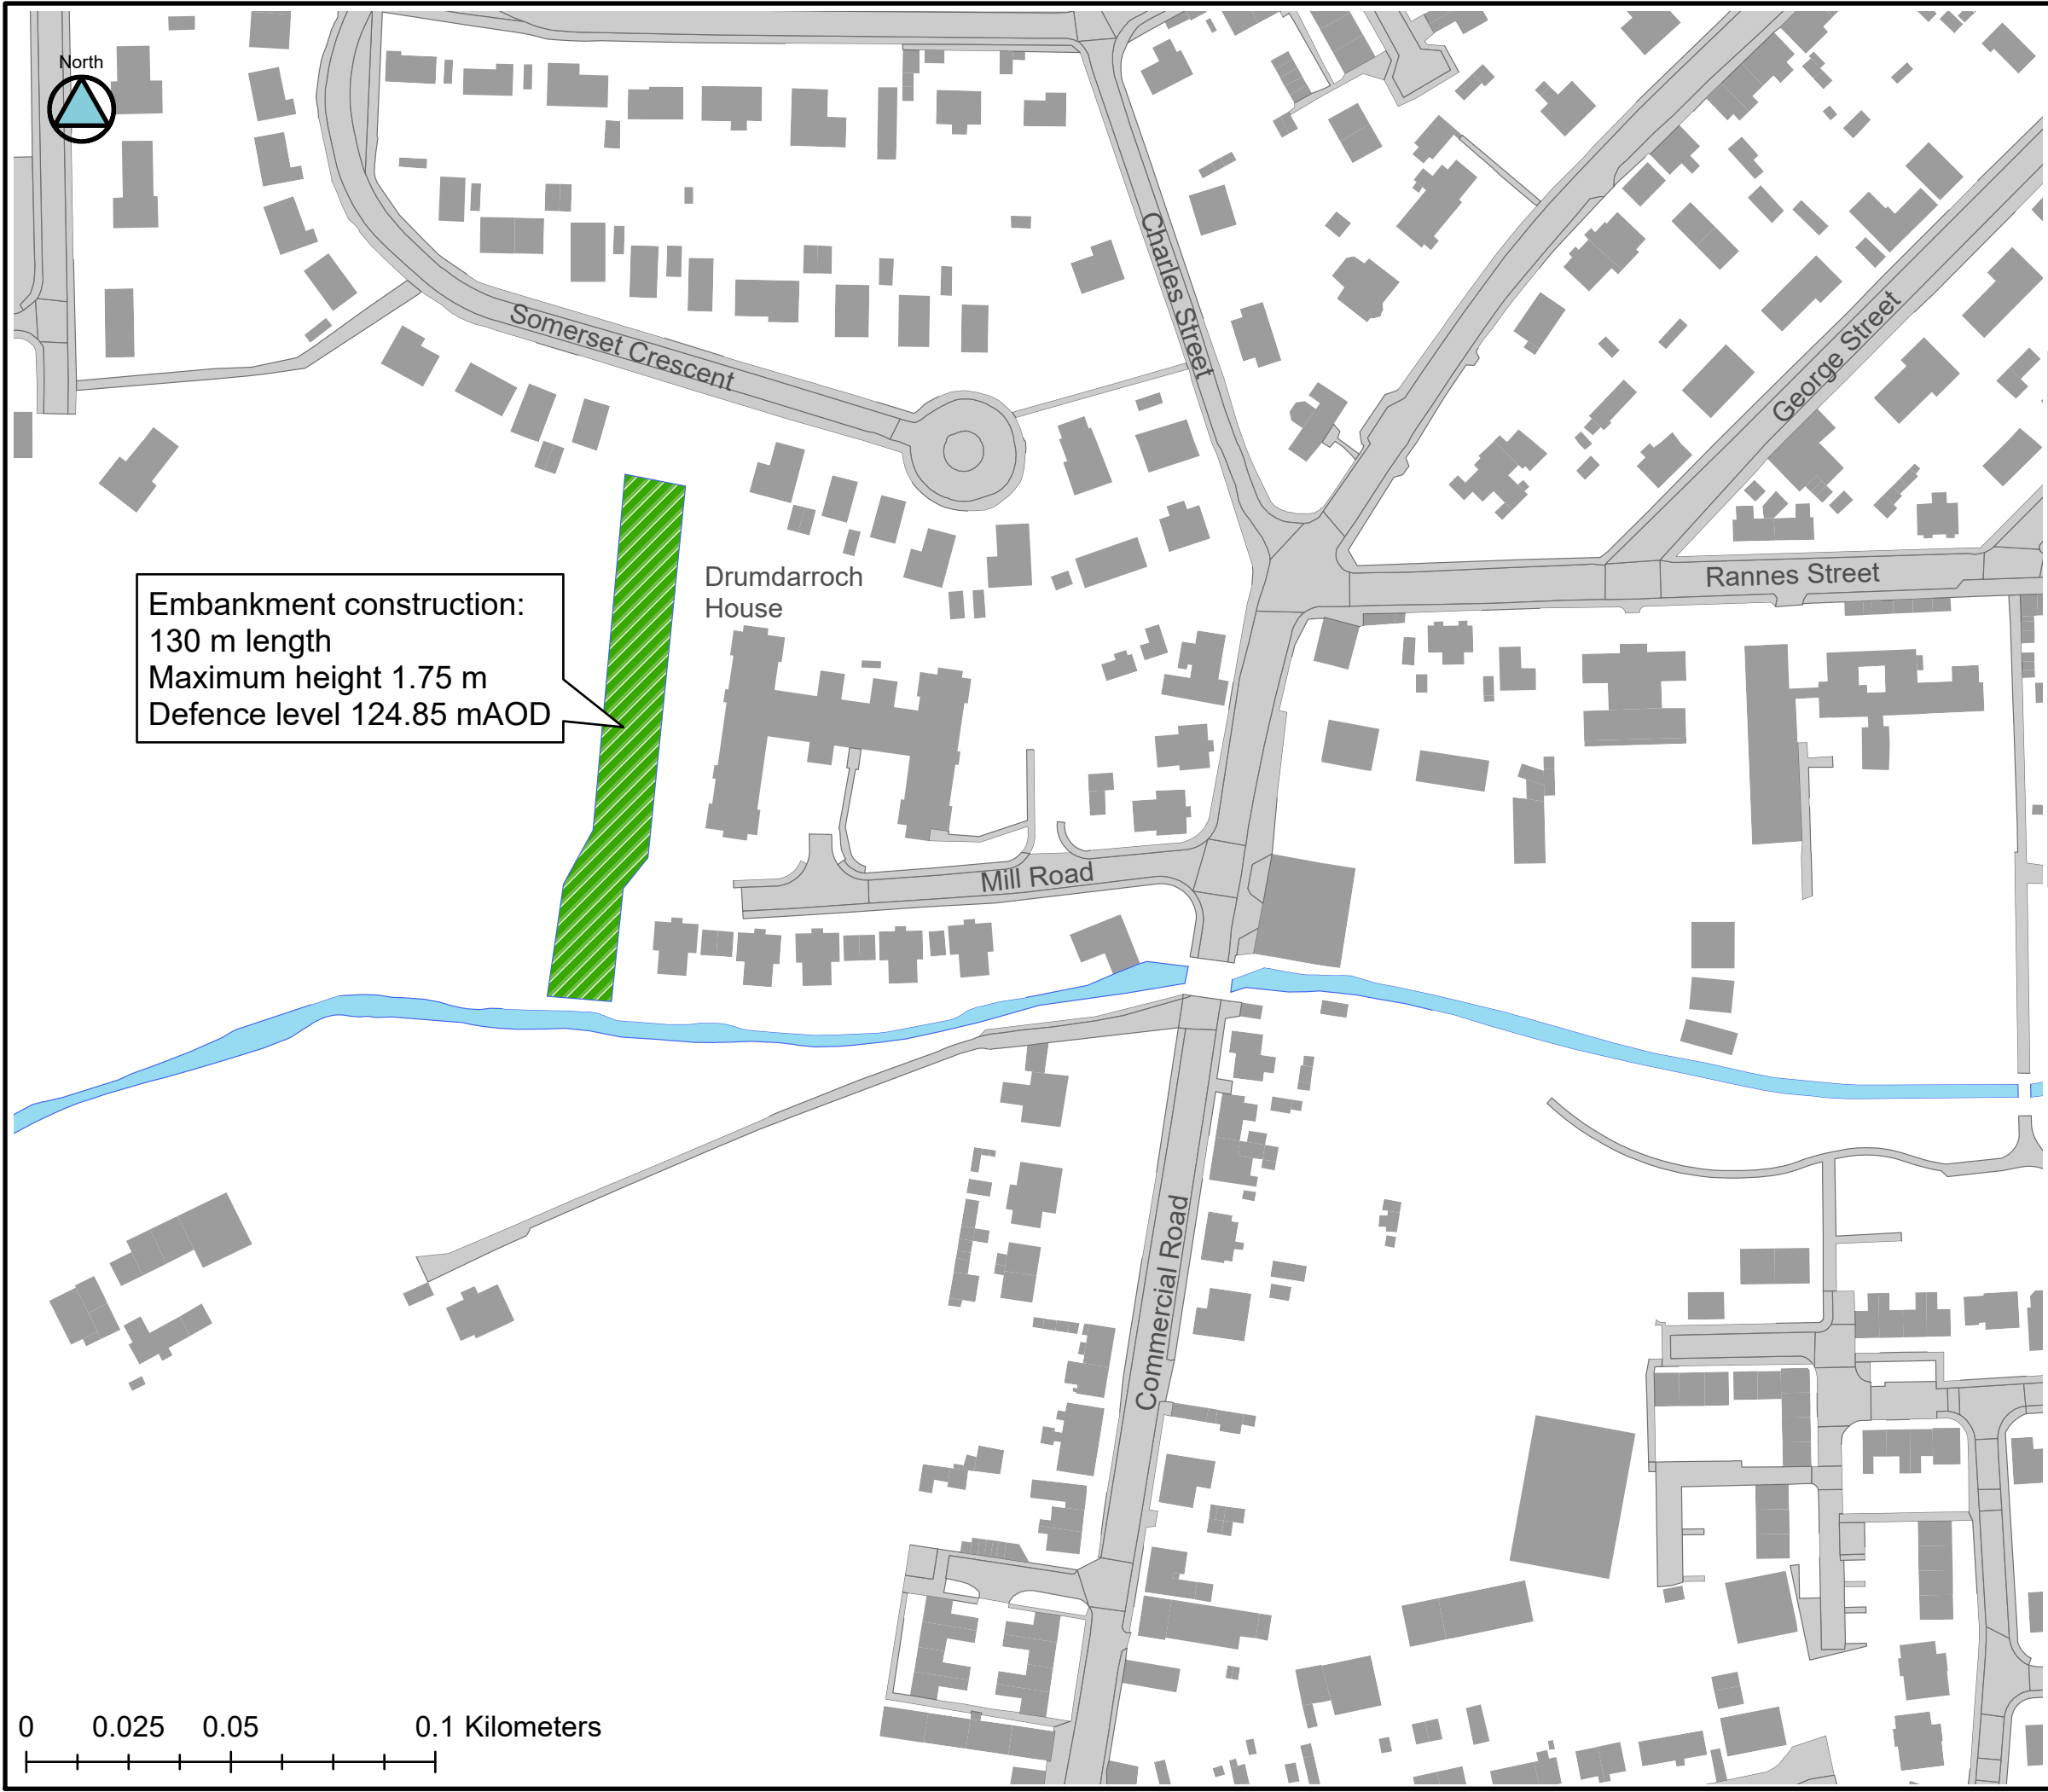 North
Charles Street
Somerset Crescent
George Street
Drumdarroch
House
Rannes Street
Embankment construction:
130 m length
Maximum height 1.75 m
Defence level 124.85 mAOD
Mill Road
Commercial Road
0 0.025 0.05 0.1 Kilometers